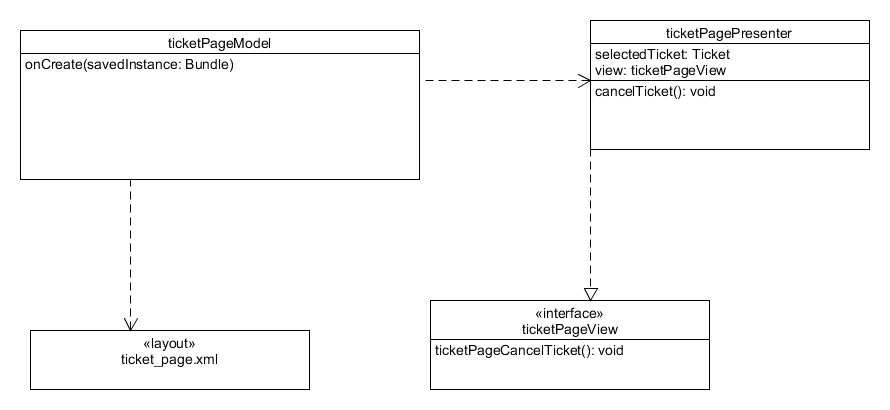 ticketPageModel
onCreate(savedInstance: Bundle)
ticketPagePresenter
selectedTicket: Ticket
view: ticketPageView
cancelTicket(): void
«layout»
ticket_page.xml
«interface»
ticketPageView
ticketPageCancelTicket(): void